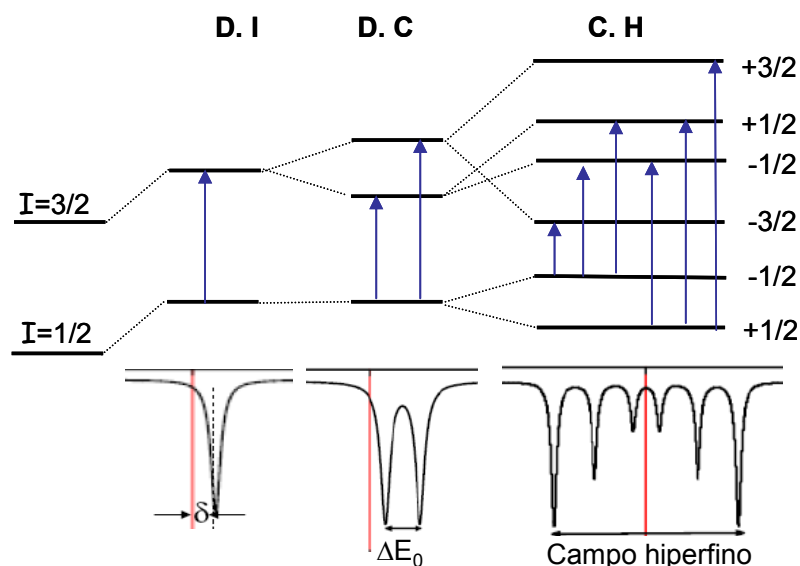 D. I
D. C
C. H
+3/2
+1/2
-1/2
-3/2
-1/2
+1/2
I=3/2
I=1/2
δ
ΔE₀
Campo hiperfino